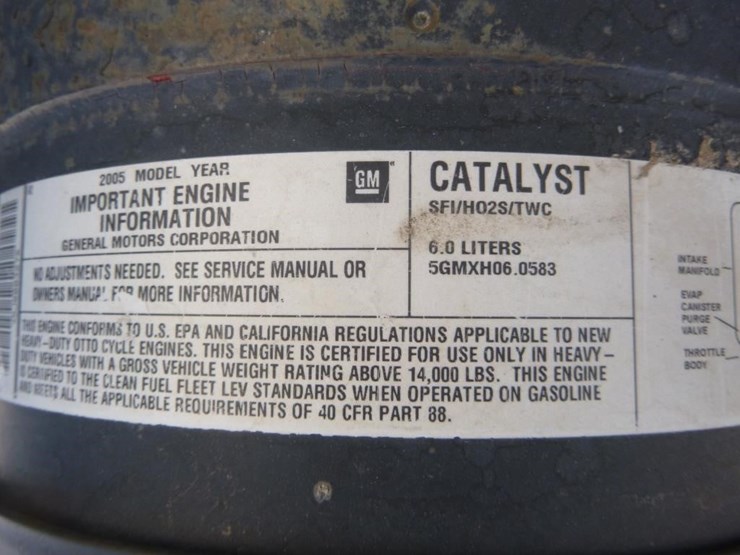 2005 MODEL YEAR
IMPORTANT ENGINE
INFORMATION
GENERAL MOTORS CORPORATION
GM
NO ADJUSTMENTS NEEDED. SEE SERVICE MANUAL OR
OWNERS MANUAL FOR MORE INFORMATION.
CATALYST
SFI/HO2S/TWC
6.0 LITERS
5GMXH06.0583
THIS ENGINE CONFORMS TO U.S. EPA AND CALIFORNIA REGULATIONS APPLICABLE TO NEW
HEAVY-DUTY OTTO CYCLE ENGINES. THIS ENGINE IS CERTIFIED FOR USE ONLY IN HEAVY-
DUTY VEHICLES WITH A GROSS VEHICLE WEIGHT RATING ABOVE 14,000 LBS. THIS ENGINE
IS CERTIFIED TO THE CLEAN FUEL FLEET LEV STANDARDS WHEN OPERATED ON GASOLINE
AND MEETS ALL THE APPLICABLE REQUIREMENTS OF 40 CFR PART 88.
INTAKE
MANIFOLD
EVAP
CANISTER
PURGE
VALVE
THROTTLE
BODY